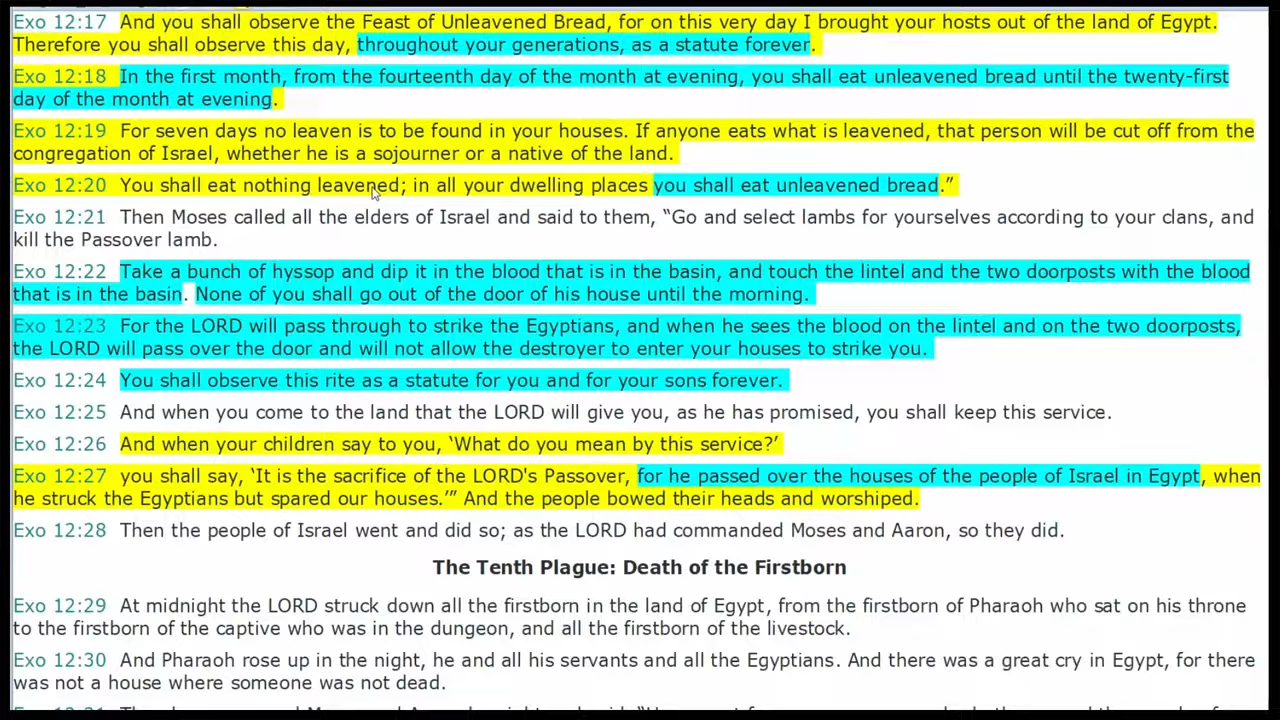 Exo 12:17 And you shall observe the Feast of Unleavened Bread, for on this very day I brought your hosts out of the land of Egypt.
Therefore you shall observe this day, throughout your generations, as a statute forever.
Exo 12:18 In the first month, from the fourteenth day of the month at evening, you shall eat unleavened bread until the twenty-first
day of the month at evening.
Exo 12:19 For seven days no leaven is to be found in your houses. If anyone eats what is leavened, that person will be cut off from the
congregation of Israel, whether he is a sojourner or a native of the land.
Exo 12:20 You shall eat nothing leavened; in all your dwelling places you shall eat unleavened bread.”
Exo 12:21 Then Moses called all the elders of Israel and said to them, “Go and select lambs for yourselves according to your clans, and
kill the Passover lamb.
Exo 12:22 Take a bunch of hyssop and dip it in the blood that is in the basin, and touch the lintel and the two doorposts with the blood
that is in the basin. None of you shall go out of the door of his house until the morning.
Exo 12:23 For the LORD will pass through to strike the Egyptians, and when he sees the blood on the lintel and on the two doorposts,
the LORD will pass over the door and will not allow the destroyer to enter your houses to strike you.
Exo 12:24 You shall observe this rite as a statute for you and for your sons forever.
Exo 12:25 And when you come to the land that the LORD will give you, as he has promised, you shall keep this service.
Exo 12:26 And when your children say to you, ‘What do you mean by this service?’
Exo 12:27 you shall say, ‘It is the sacrifice of the LORD's Passover, for he passed over the houses of the people of Israel in Egypt, when
he struck the Egyptians but spared our houses.’” And the people bowed their heads and worshiped.
Exo 12:28 Then the people of Israel went and did so; as the LORD had commanded Moses and Aaron, so they did.
The Tenth Plague: Death of the Firstborn
Exo 12:29 At midnight the LORD struck down all the firstborn in the land of Egypt, from the firstborn of Pharaoh who sat on his throne
to the firstborn of the captive who was in the dungeon, and all the firstborn of the livestock.
Exo 12:30 And Pharaoh rose up in the night, he and all his servants and all the Egyptians. And there was a great cry in Egypt, for there
was not a house where someone was not dead.